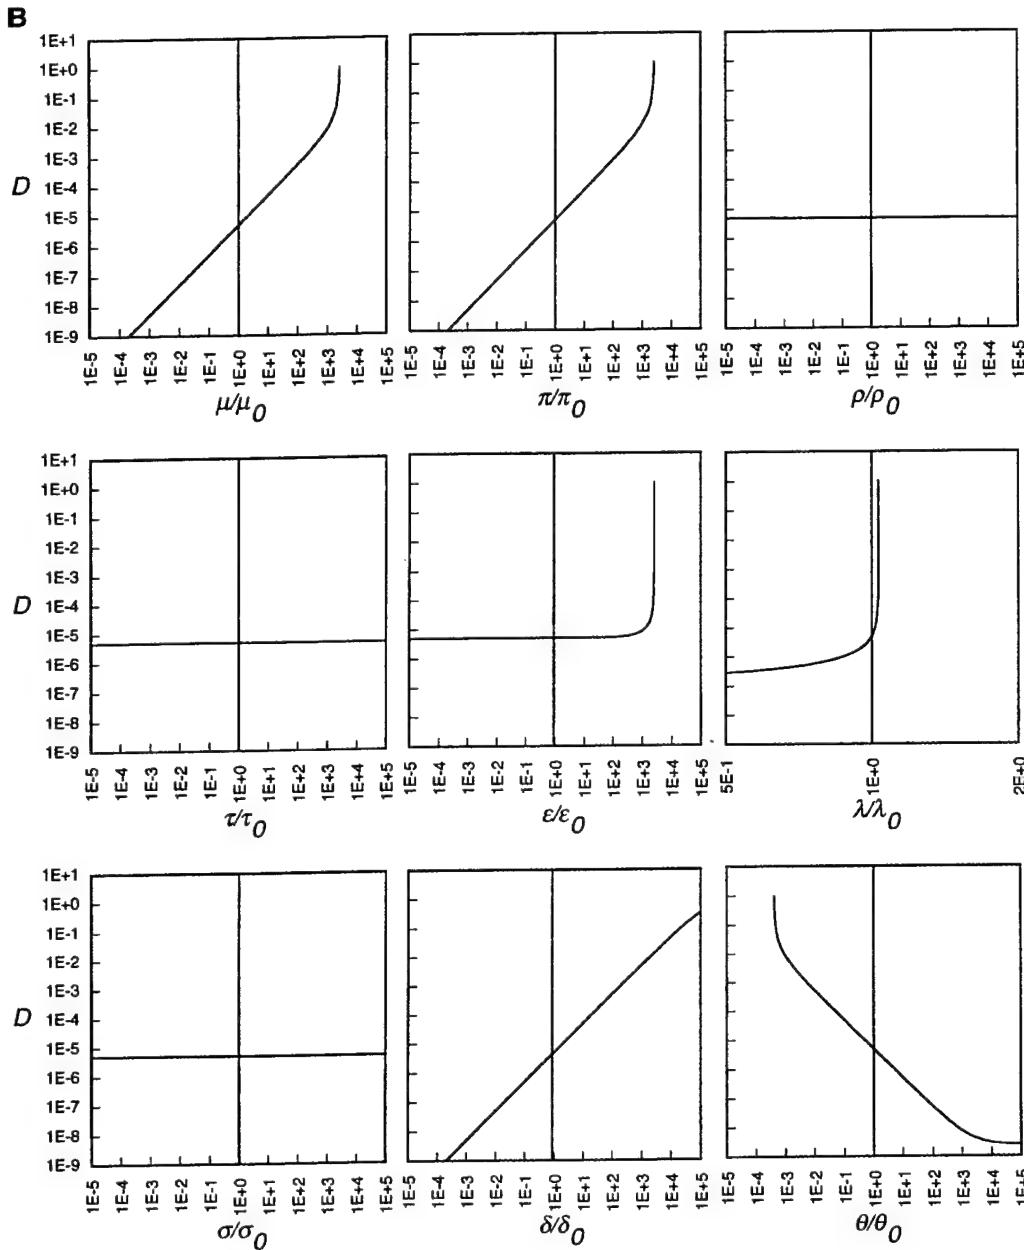 B
1E+1
1E+0
1E-1
1E-2
1E-3
D 1E-4
1E-5
1E-6
1E-7
1E-8
1E-9
1E-5 1E-4 1E-3 1E-2 1E-1 1E+0 1E+1 1E+2 1E+3 1E+4 1E+5
μ/μ0
1E-5 1E-4 1E-3 1E-2 1E-1 1E+0 1E+1 1E+2 1E+3 1E+4 1E+5
π/π0
1E-5 1E-4 1E-3 1E-2 1E-1 1E+0 1E+1 1E+2 1E+3 1E+4 1E+5
ρ/ρ0
1E+1
1E+0
1E-1
1E-2
1E-3
D 1E-4
1E-5
1E-6
1E-7
1E-8
1E-9
1E-5 1E-4 1E-3 1E-2 1E-1 1E+0 1E+1 1E+2 1E+3 1E+4 1E+5
τ/τ0
1E-5 1E-4 1E-3 1E-2 1E-1 1E+0 1E+1 1E+2 1E+3 1E+4 1E+5
ε/ε0
5E-1 1E+0 2E+0
λ/λ0
1E+1
1E+0
1E-1
1E-2
1E-3
D 1E-4
1E-5
1E-6
1E-7
1E-8
1E-9
1E-5 1E-4 1E-3 1E-2 1E-1 1E+0 1E+1 1E+2 1E+3 1E+4 1E+5
σ/σ0
1E-5 1E-4 1E-3 1E-2 1E-1 1E+0 1E+1 1E+2 1E+3 1E+4 1E+5
δ/δ0
1E-5 1E-4 1E-3 1E-2 1E-1 1E+0 1E+1 1E+2 1E+3 1E+4 1E+5
θ/θ0